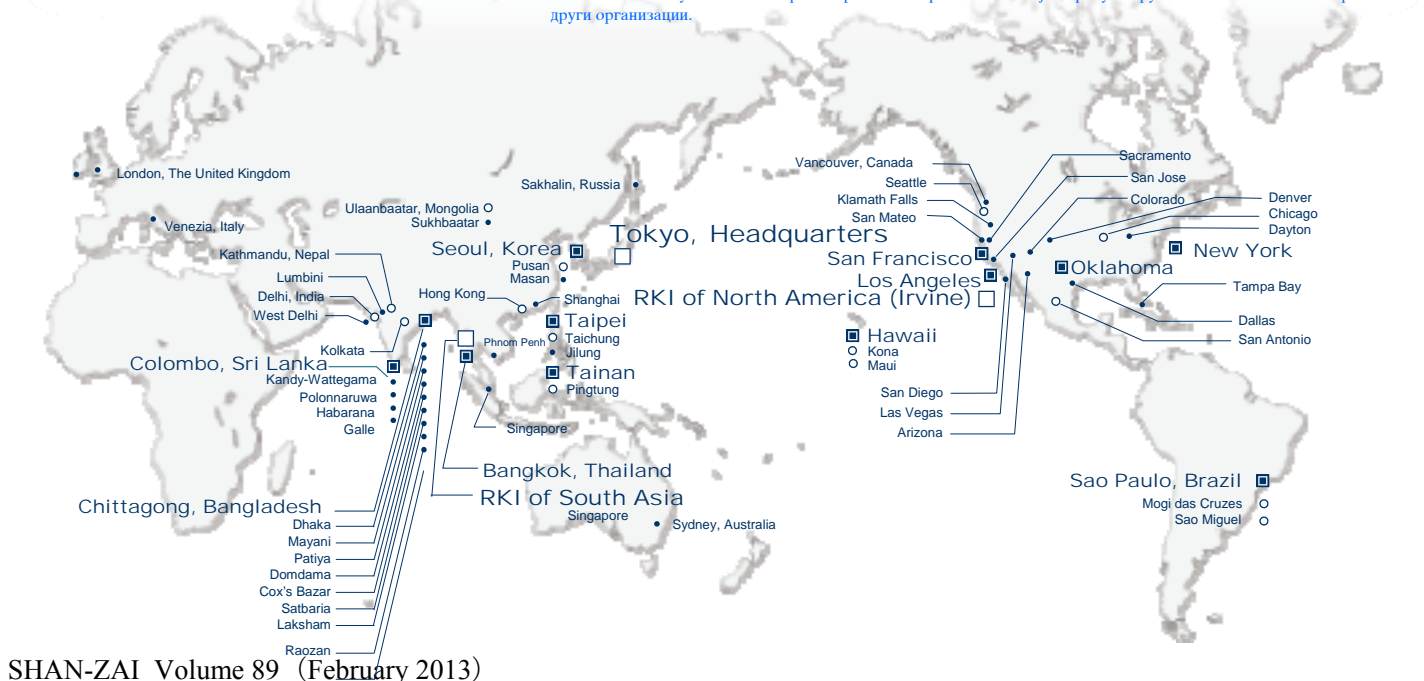 други организации.
London, The United Kingdom
Venezia, Italy
Sakhalin, Russia
Ulaanbaatar, Mongolia
Sukhbaatar
Seoul, Korea
Pusan
Masan
Tokyo, Headquarters
Kathmandu, Nepal
Lumbini
Delhi, India
West Delhi
Kolkata
Hong Kong
Shanghai
Taipei
Taichung
Jilung
Tainan
Pingtung
Phnom Penh
Colombo, Sri Lanka
Kandy-Wattegama
Polonnaruwa
Habarana
Galle
Singapore
Bangkok, Thailand
RKI of South Asia
Singapore
Sydney, Australia
Chittagong, Bangladesh
Dhaka
Mayani
Patiya
Domdama
Cox's Bazar
Satbaria
Laksham
Raozan
Vancouver, Canada
Seattle
Klamath Falls
San Mateo
San Francisco
Los Angeles
RKI of North America (Irvine)
Sacramento
San Jose
Colorado
Denver
Chicago
Dayton
New York
Oklahoma
Tampa Bay
Dallas
San Antonio
Hawaii
Kona
Maui
San Diego
Las Vegas
Arizona
Sao Paulo, Brazil
Mogi das Cruzes
Sao Miguel
SHAN-ZAI Volume 89（February 2013）